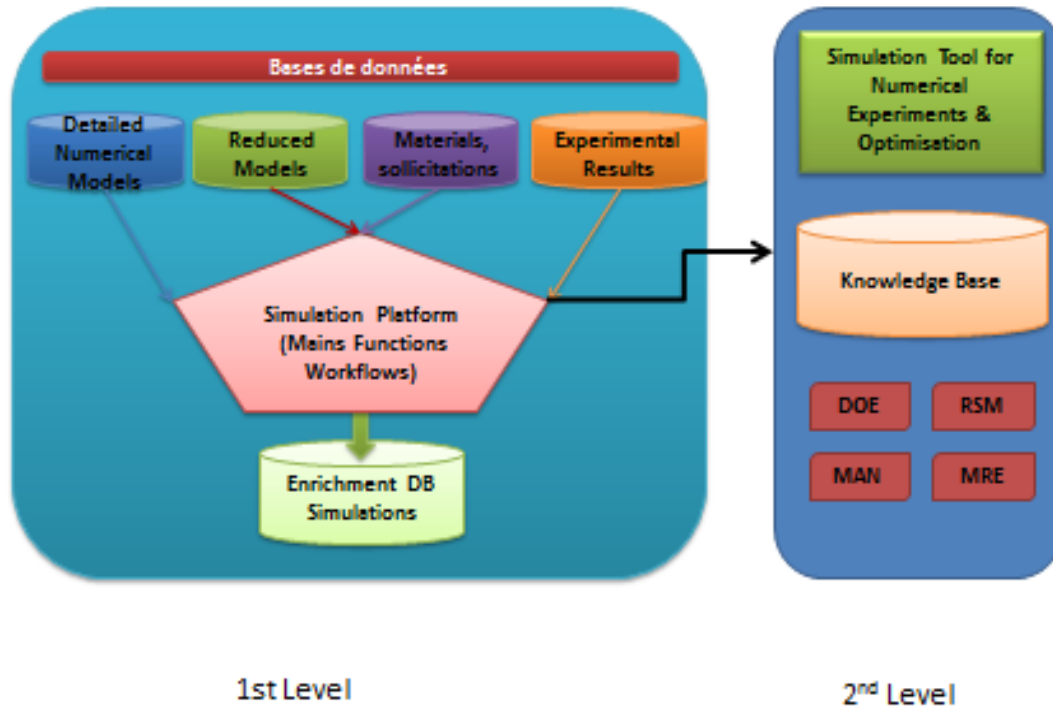 Bases de données
Detailed
Numerical
Models
Reduced
Models
Materials,
sollicitations
Experimental
Results
Simulation Platform
(Mains Functions
Workflows)
Enrichment DB
Simulations
Simulation Tool for
Numerical
Experiments &
Optimisation
Knowledge Base
DOE
RSM
MAN
MRE
1st Level
2nd Level